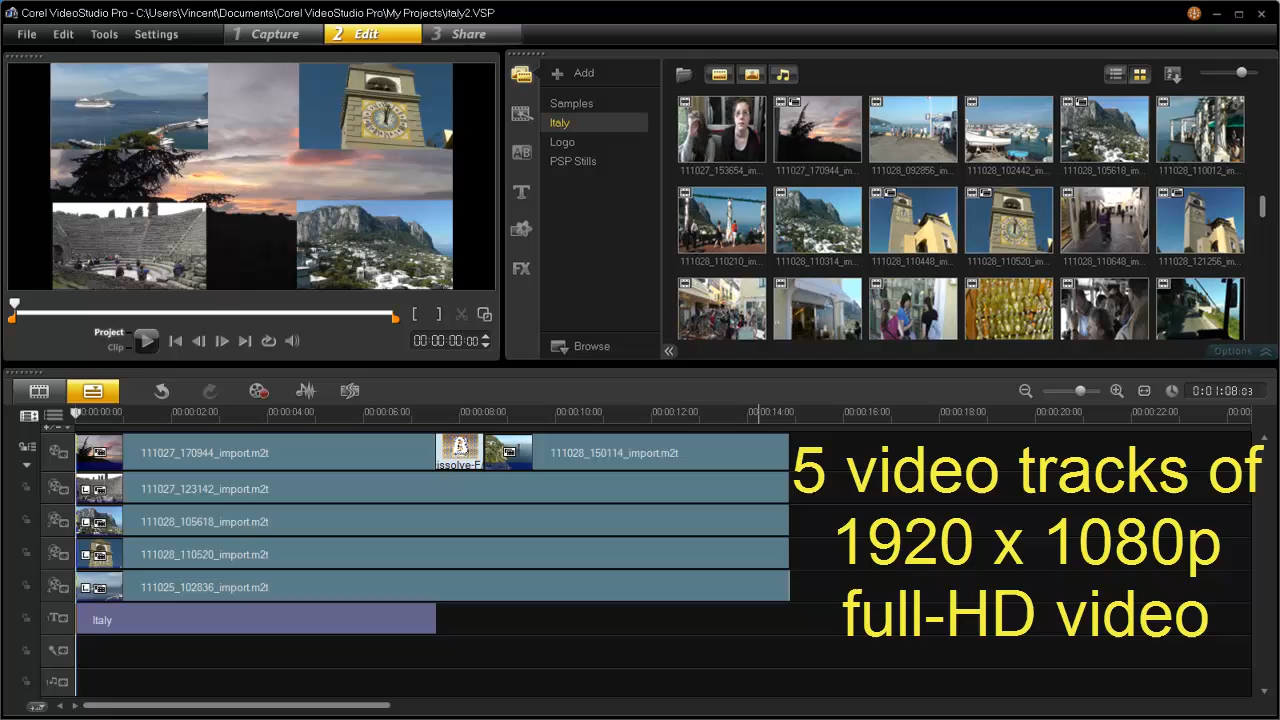 Corel VideoStudio Pro - C:\Users\Vincent\Documents\Corel VideoStudio Pro\My Projects\italy2.VSP
File Edit Tools Settings 1 Capture 2 Edit 3 Share
Add
Samples
Italy
Logo
PSP Stills
Browse
111027_153654_im... 111027_170944_im... 111028_092856_im... 111028_102442_im... 111028_105618_im... 111028_110012_im...
111028_110210_im... 111028_110314_im... 111028_110448_im... 111028_110520_im... 111028_110648_im... 111028_121256_im...
Options
Project
Clip
00:00:00:00
0:01:08:03
00:00:00:00 00:00:02:00 00:00:04:00 00:00:06:00 00:00:08:00 00:00:10:00 00:00:12:00 00:00:14:00 00:00:16:00 00:00:18:00 00:00:20:00 00:00:22:00 00:00
111027_170944_import.m2t issolve-F 111028_150114_import.m2t
111027_123142_import.m2t
111028_105618_import.m2t
111028_110520_import.m2t
111025_102836_import.m2t
Italy
5 video tracks of
1920 x 1080p
full-HD video